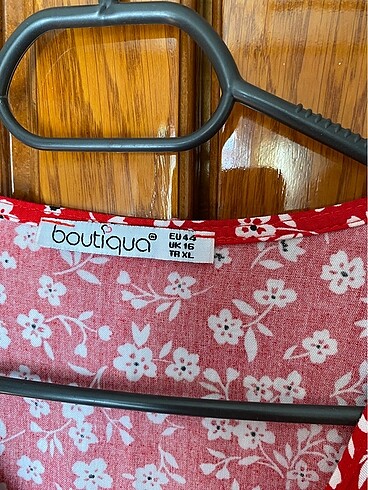 boutiqua®
EU 44
UK 16
TR XL